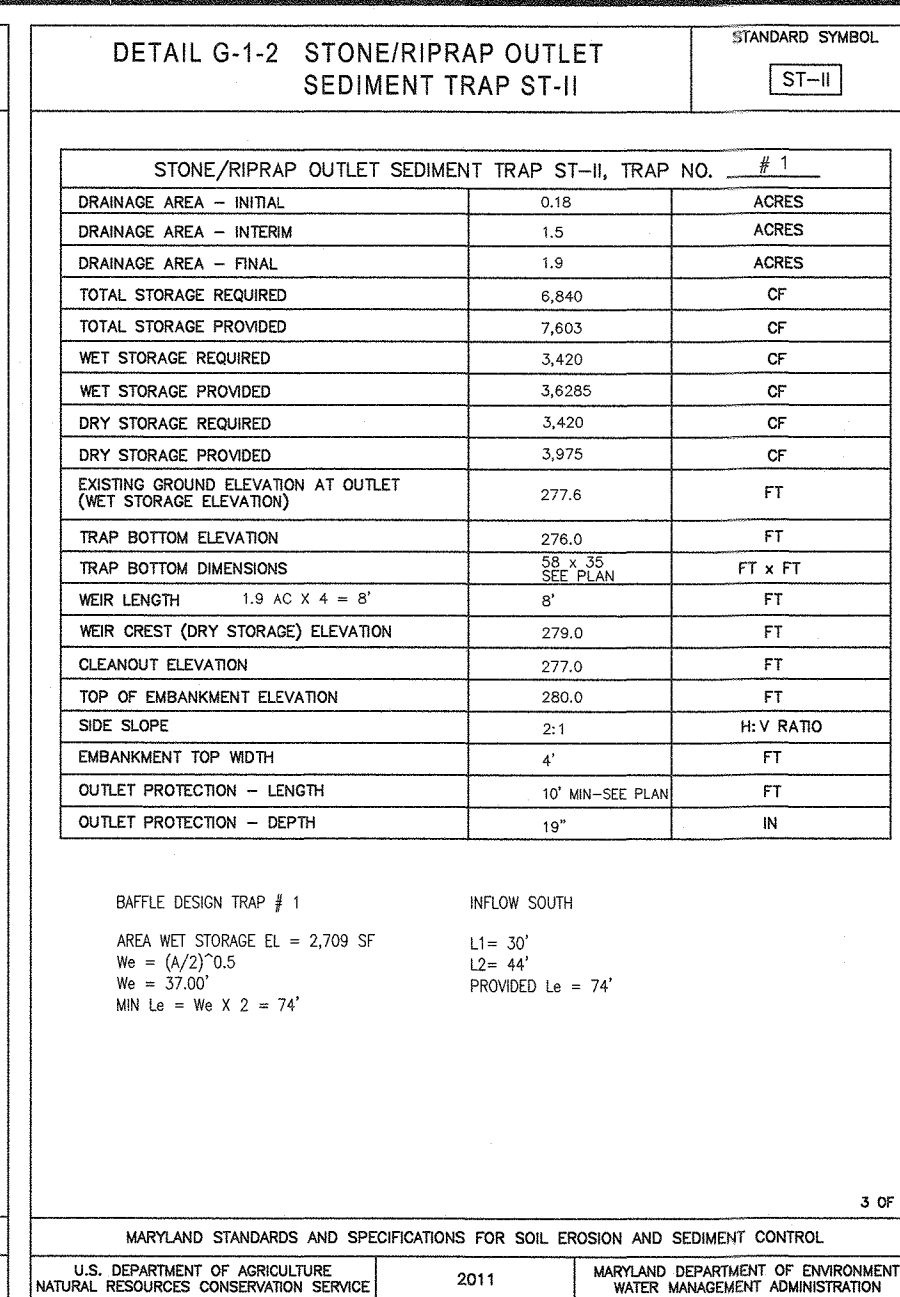 DETAIL G-1-2 STONE/RIPRAP OUTLET
SEDIMENT TRAP ST-II
STANDARD SYMBOL
ST-II
STONE/RIPRAP OUTLET SEDIMENT TRAP ST-II, TRAP NO. # 1
DRAINAGE AREA - INITIAL 0.18 ACRES
DRAINAGE AREA - INTERIM 1.5 ACRES
DRAINAGE AREA - FINAL 1.9 ACRES
TOTAL STORAGE REQUIRED 6,840 CF
TOTAL STORAGE PROVIDED 7,603 CF
WET STORAGE REQUIRED 3,420 CF
WET STORAGE PROVIDED 3,6285 CF
DRY STORAGE REQUIRED 3,420 CF
DRY STORAGE PROVIDED 3,975 CF
EXISTING GROUND ELEVATION AT OUTLET
(WET STORAGE ELEVATION) 277.6 FT
TRAP BOTTOM ELEVATION 276.0 FT
TRAP BOTTOM DIMENSIONS 58 x 35 FT x FT
SEE PLAN
WEIR LENGTH 1.9 AC X 4 = 8' 8' FT
WEIR CREST (DRY STORAGE) ELEVATION 279.0 FT
CLEANOUT ELEVATION 277.0 FT
TOP OF EMBANKMENT ELEVATION 280.0 FT
SIDE SLOPE 2:1 H:V RATIO
EMBANKMENT TOP WIDTH 4' FT
OUTLET PROTECTION - LENGTH 10' MIN-SEE PLAN FT
OUTLET PROTECTION - DEPTH 19" IN
BAFFLE DESIGN TRAP # 1
AREA WET STORAGE EL = 2,709 SF
We = (A/2)^0.5
We = 37.00'
MIN Le = We X 2 = 74'
INFLOW SOUTH
L1= 30'
L2= 44'
PROVIDED Le = 74'
3 OF
MARYLAND STANDARDS AND SPECIFICATIONS FOR SOIL EROSION AND SEDIMENT CONTROL
U.S. DEPARTMENT OF AGRICULTURE
NATURAL RESOURCES CONSERVATION SERVICE
2011
MARYLAND DEPARTMENT OF ENVIRONMENT
WATER MANAGEMENT ADMINISTRATION